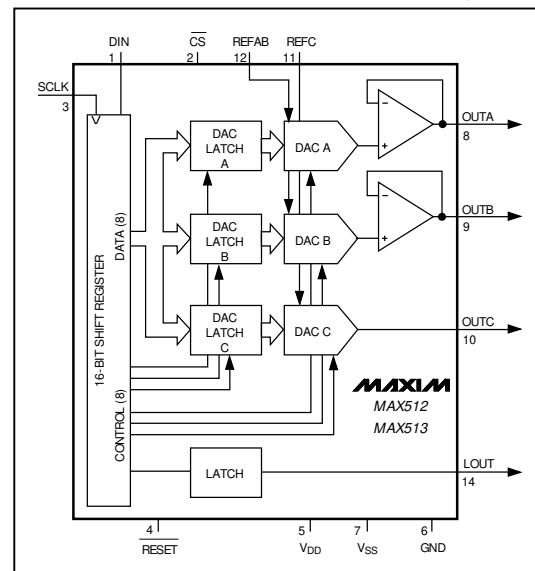 DIN
CS
REFAB
REFC
1
2
12
11
SCLK
3
16-BIT SHIFT REGISTER
DATA (8)
CONTROL (8)
DAC
LATCH
A
DAC A
-
+
OUTA
8
DAC
LATCH
B
DAC B
-
+
OUTB
9
DAC
LATCH
C
DAC C
OUTC
10
MAXIM
MAX512
MAX513
LATCH
LOUT
14
4
5
7
6
RESET
VDD
VSS
GND